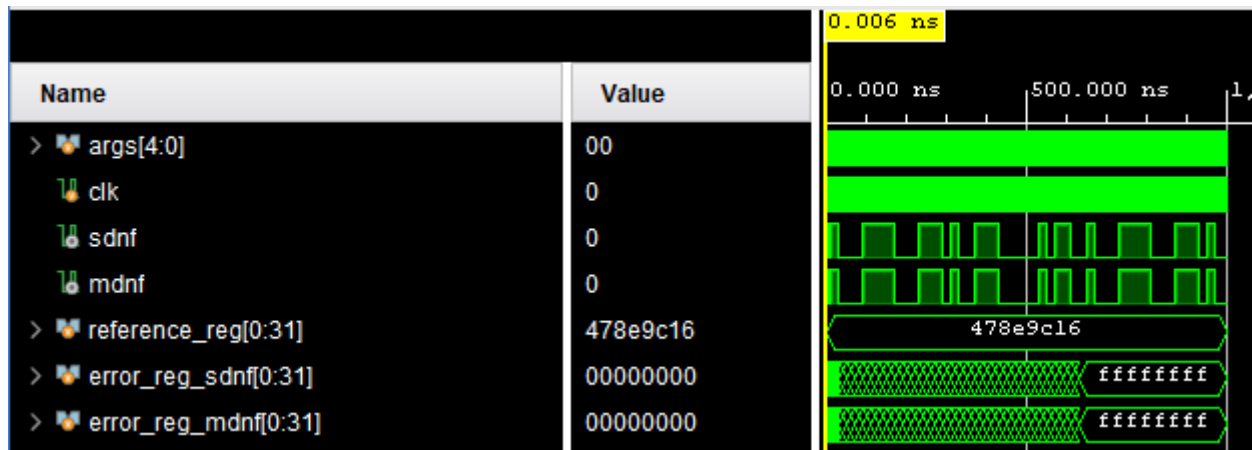 0.006 ns
Name Value 0.000 ns 500.000 ns 1,
args[4:0] 00
clk 0
sdnf 0
mdnf 0
reference_reg[0:31] 478e9c16 478e9c16
error_reg_sdnf[0:31] 00000000 ffffffff
error_reg_mdnf[0:31] 00000000 ffffffff